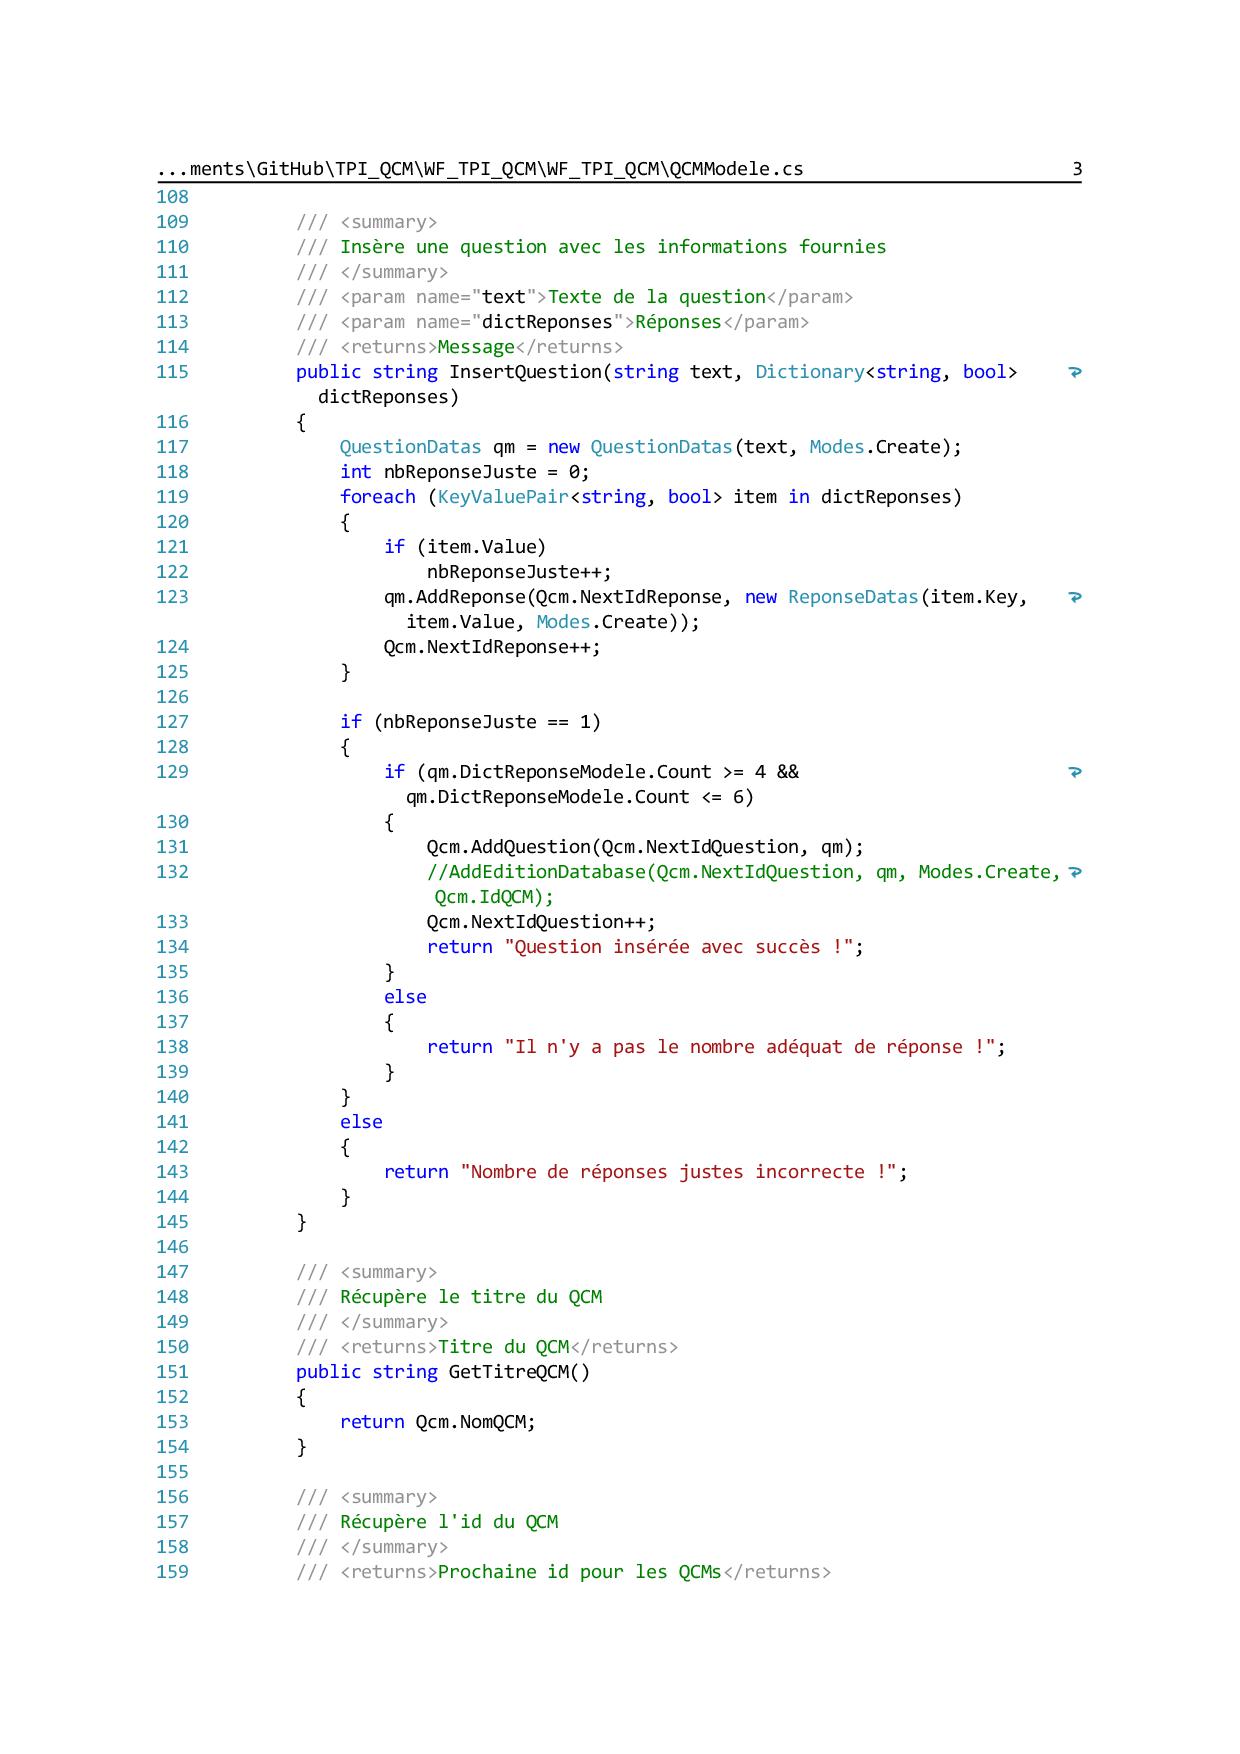 ...ments\GitHub\TPI_QCM\WF_TPI_QCM\WF_TPI_QCM\QCMModele.cs 3
108
109 /// <summary>
110 /// Insère une question avec les informations fournies
111 /// </summary>
112 /// <param name="text">Texte de la question</param>
113 /// <param name="dictReponses">Réponses</param>
114 /// <returns>Message</returns>
115 public string InsertQuestion(string text, Dictionary<string, bool>
dictReponses)
116 {
117 QuestionDatas qm = new QuestionDatas(text, Modes.Create);
118 int nbReponseJuste = 0;
119 foreach (KeyValuePair<string, bool> item in dictReponses)
120 {
121 if (item.Value)
122 nbReponseJuste++;
123 qm.AddReponse(Qcm.NextIdReponse, new ReponseDatas(item.Key,
item.Value, Modes.Create));
124 Qcm.NextIdReponse++;
125 }
126
127 if (nbReponseJuste == 1)
128 {
129 if (qm.DictReponseModele.Count >= 4 &&
qm.DictReponseModele.Count <= 6)
130 {
131 Qcm.AddQuestion(Qcm.NextIdQuestion, qm);
132 //AddEditionDatabase(Qcm.NextIdQuestion, qm, Modes.Create,
Qcm.IdQCM);
133 Qcm.NextIdQuestion++;
134 return "Question insérée avec succès !";
135 }
136 else
137 {
138 return "Il n'y a pas le nombre adéquat de réponse !";
139 }
140 }
141 else
142 {
143 return "Nombre de réponses justes incorrecte !";
144 }
145 }
146
147 /// <summary>
148 /// Récupère le titre du QCM
149 /// </summary>
150 /// <returns>Titre du QCM</returns>
151 public string GetTitreQCM()
152 {
153 return Qcm.NomQCM;
154 }
155
156 /// <summary>
157 /// Récupère l'id du QCM
158 /// </summary>
159 /// <returns>Prochaine id pour les QCMs</returns>